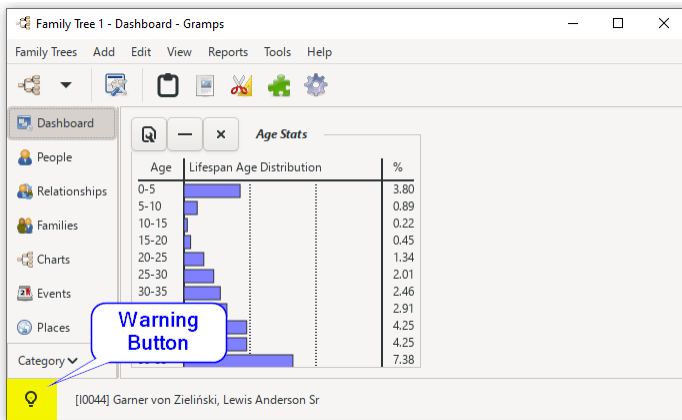 Family Tree 1 - Dashboard - Gramps
Family Trees Add Edit View Reports Tools Help
Dashboard
People
Relationships
Families
Charts
Events
Places
Category
Age Stats
Age Lifespan Age Distribution %
0-5 3.80
5-10 0.89
10-15 0.22
15-20 0.45
20-25 1.34
25-30 2.01
30-35 2.46
2.91
4.25
4.25
7.38
Warning
Button
[I0044] Garner von Zieliński, Lewis Anderson Sr